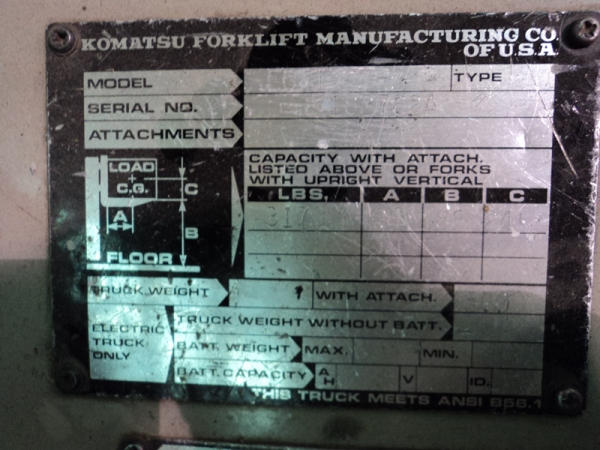 KOMATSU FORKLIFT MANUFACTURING CO.
OF U.S.A.
MODEL
TYPE
SERIAL NO.
ATTACHMENTS
LOAD
C.G.
C
A
B
FLOOR
CAPACITY WITH ATTACH.
LISTED ABOVE OR FORKS
WITH UPRIGHT VERTICAL
LBS. A B C
TRUCK WEIGHT
WITH ATTACH.
ELECTRIC
TRUCK
ONLY
TRUCK WEIGHT WITHOUT BATT.
BATT. WEIGHT MAX. MIN.
BATT. CAPACITY AH V ID.
THIS TRUCK MEETS ANSI B56.1